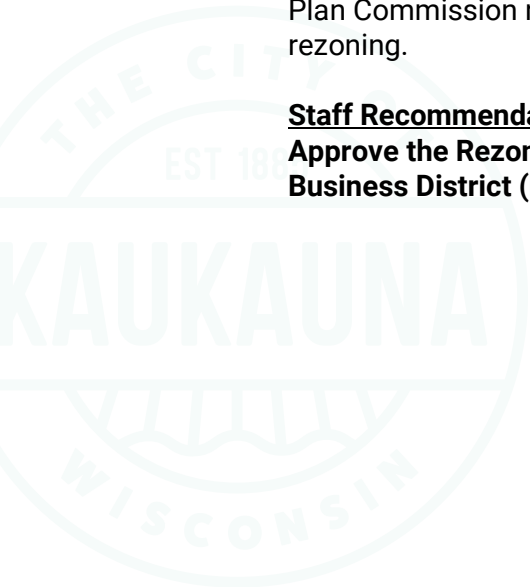 Plan Commission
rezoning.
Staff Recommenda
Approve the Rezon
Business District (
THE CITY
EST 188
KAUKAUNA
WISCONSIN